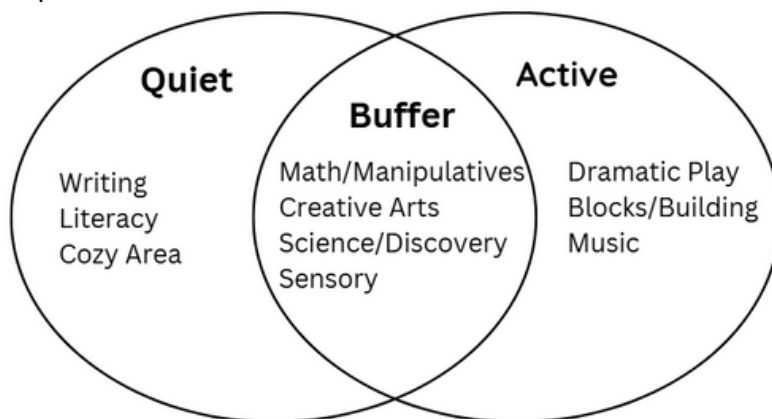 Quiet
Writing
Literacy
Cozy Area
Buffer
Math/Manipulatives
Creative Arts
Science/Discovery
Sensory
Active
Dramatic Play
Blocks/Building
Music